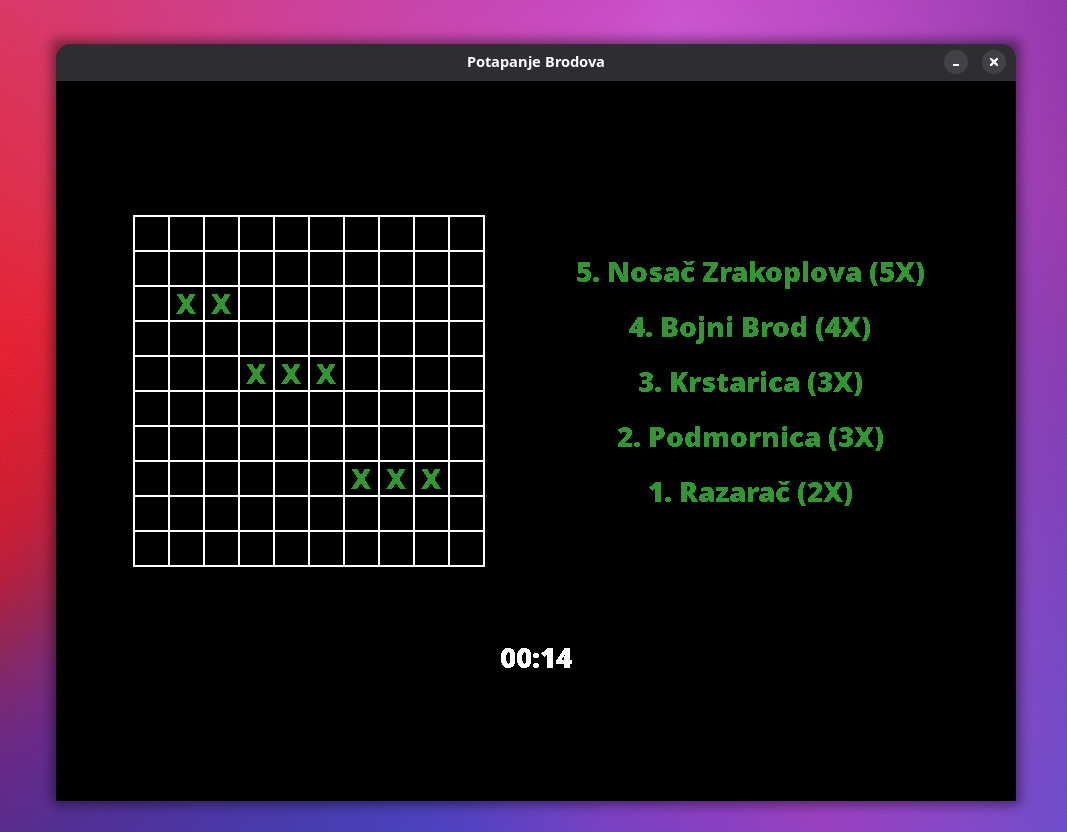 Potapanje Brodova
X X
X X X
X X X
5. Nosač Zrakoplova (5X)
4. Bojni Brod (4X)
3. Krstarica (3X)
2. Podmornica (3X)
1. Razarač (2X)
00:14